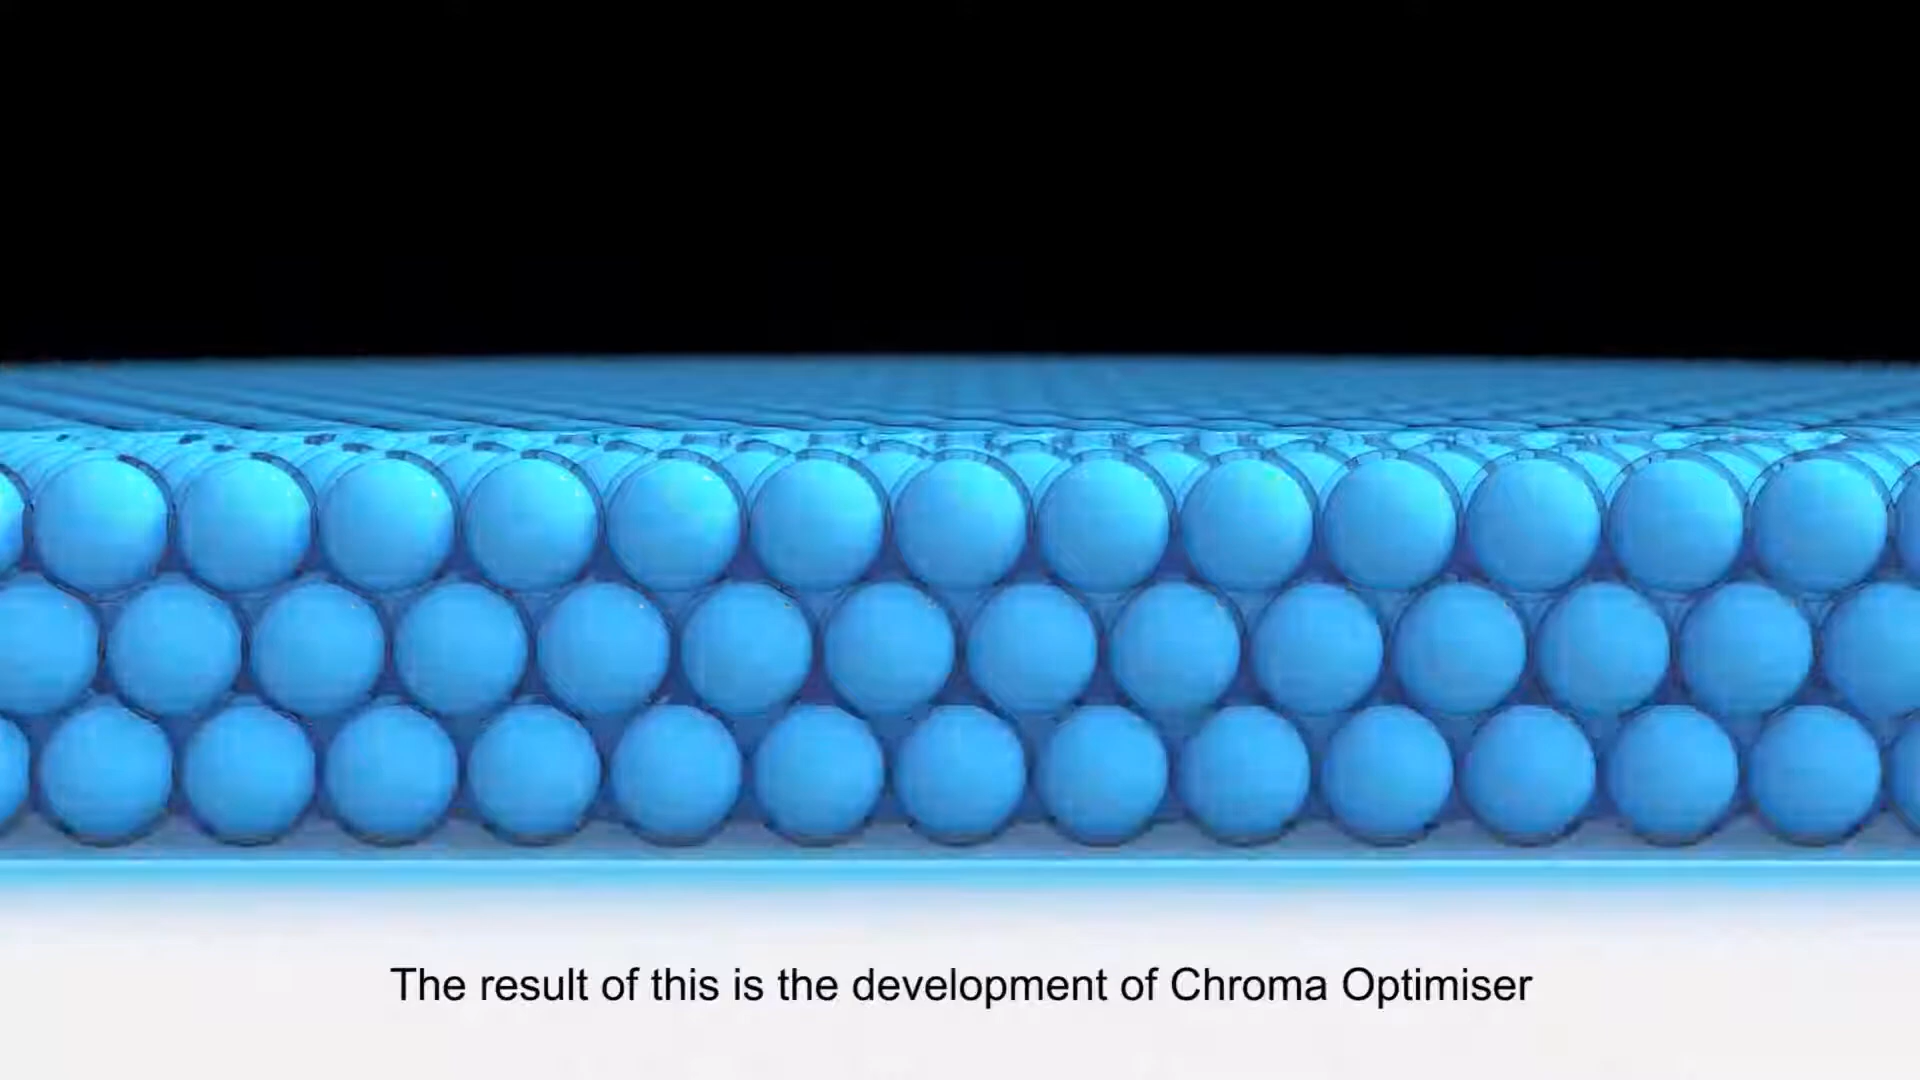 The result of this is the development of Chroma Optimiser